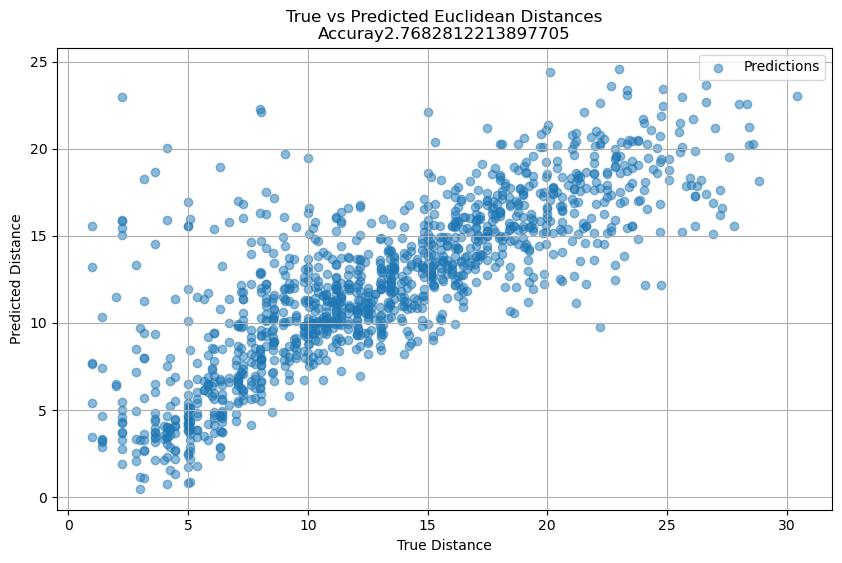 True vs Predicted Euclidean Distances
Accuray2.7682812213897705
Predictions
25
20
15
10
5
0
Predicted Distance
0 5 10 15 20 25 30
True Distance